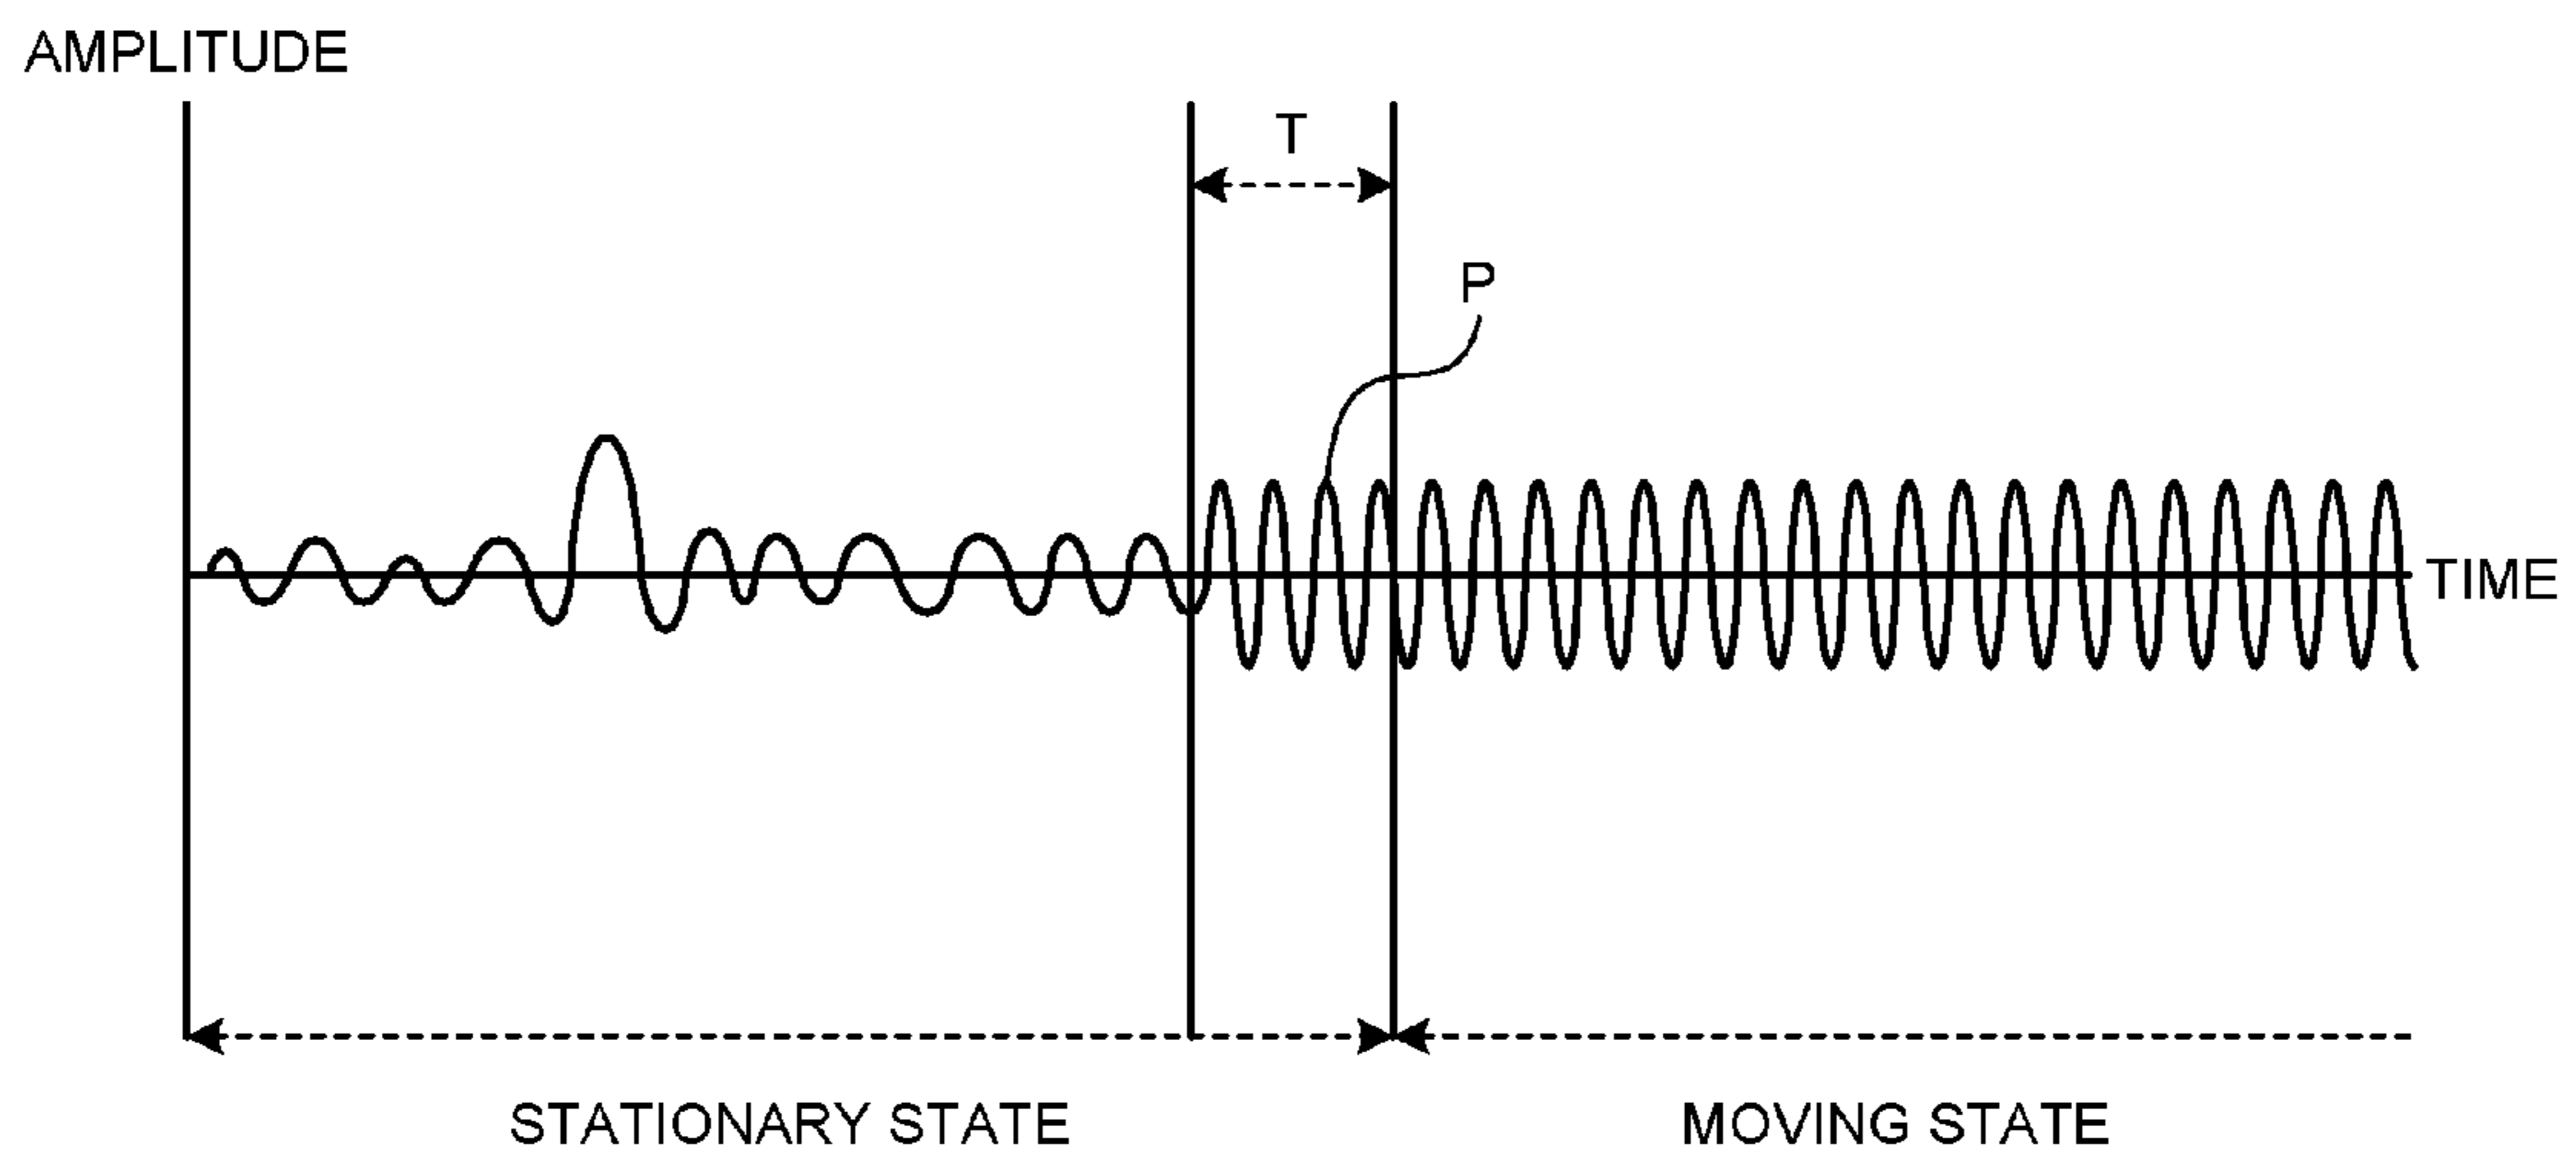 AMPLITUDE
T
P
TIME
STATIONARY STATE
MOVING STATE